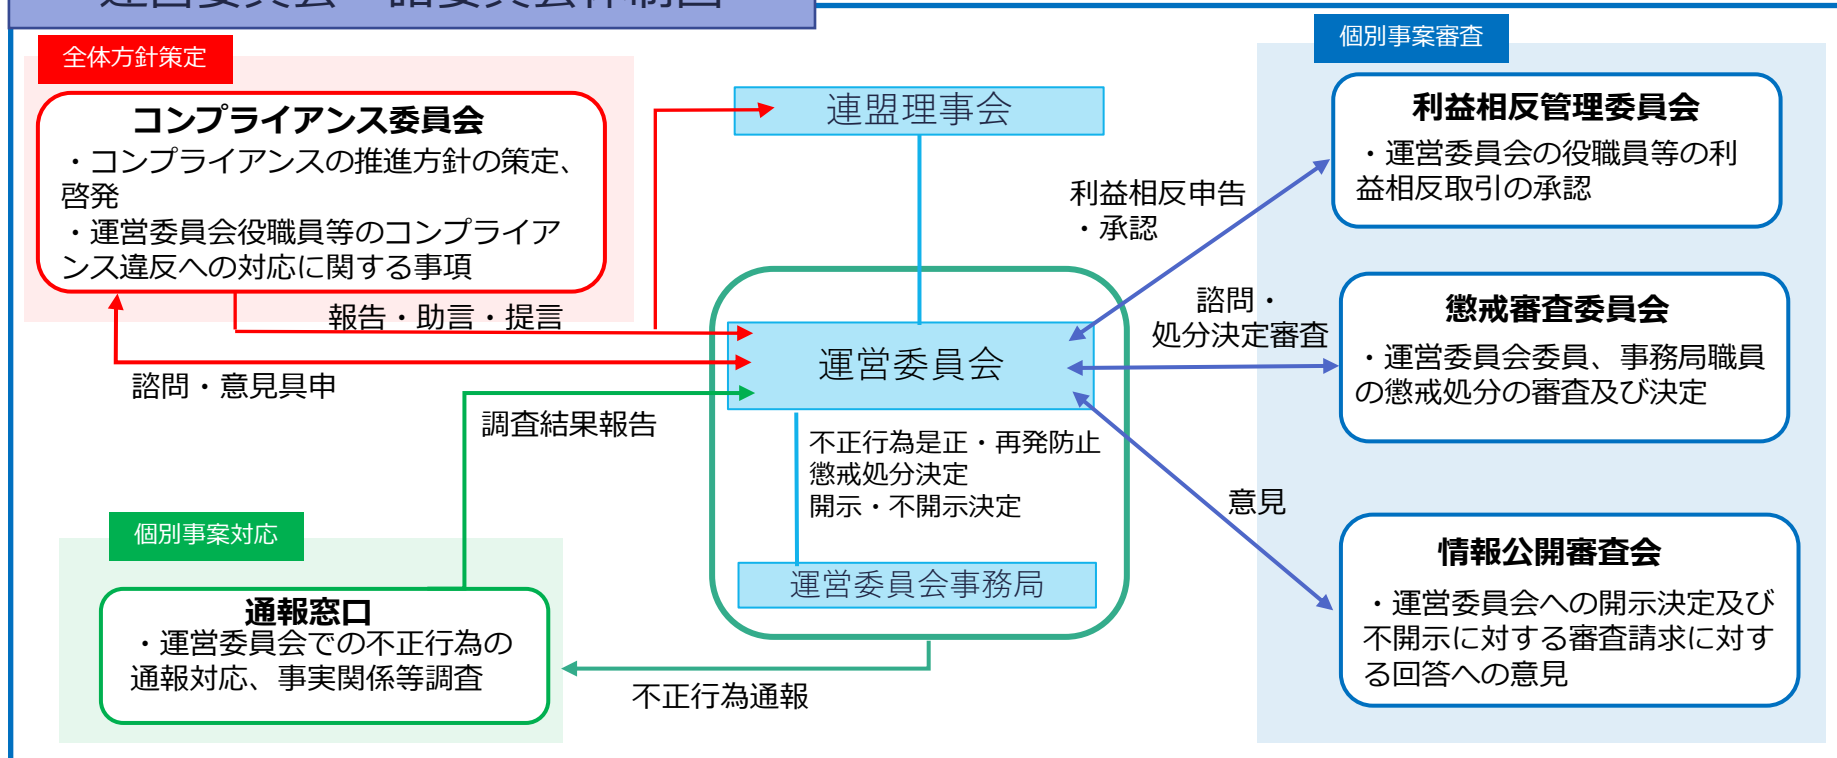 全体方針策定
コンプライアンス委員会
・コンプライアンスの推進方針の策定、
啓発
・運営委員会役職員等のコンプライア
ンス違反への対応に関する事項
報告・助言・提言
諮問・意見具申
調査結果報告
個別事案対応
通報窓口
・運営委員会での不正行為の
通報対応、事実関係等調査
不正行為通報
連盟理事会
運営委員会
不正行為是正・再発防止
懲戒処分決定
開示・不開示決定
運営委員会事務局
利益相反申告
・承認
諮問・
処分決定審査
意見
個別事案審査
利益相反管理委員会
・運営委員会の役職員等の利
益相反取引の承認
懲戒審査委員会
・運営委員会委員、事務局職員
の懲戒処分の審査及び決定
情報公開審査会
・運営委員会への開示決定及び
不開示に対する審査請求に対す
る回答への意見